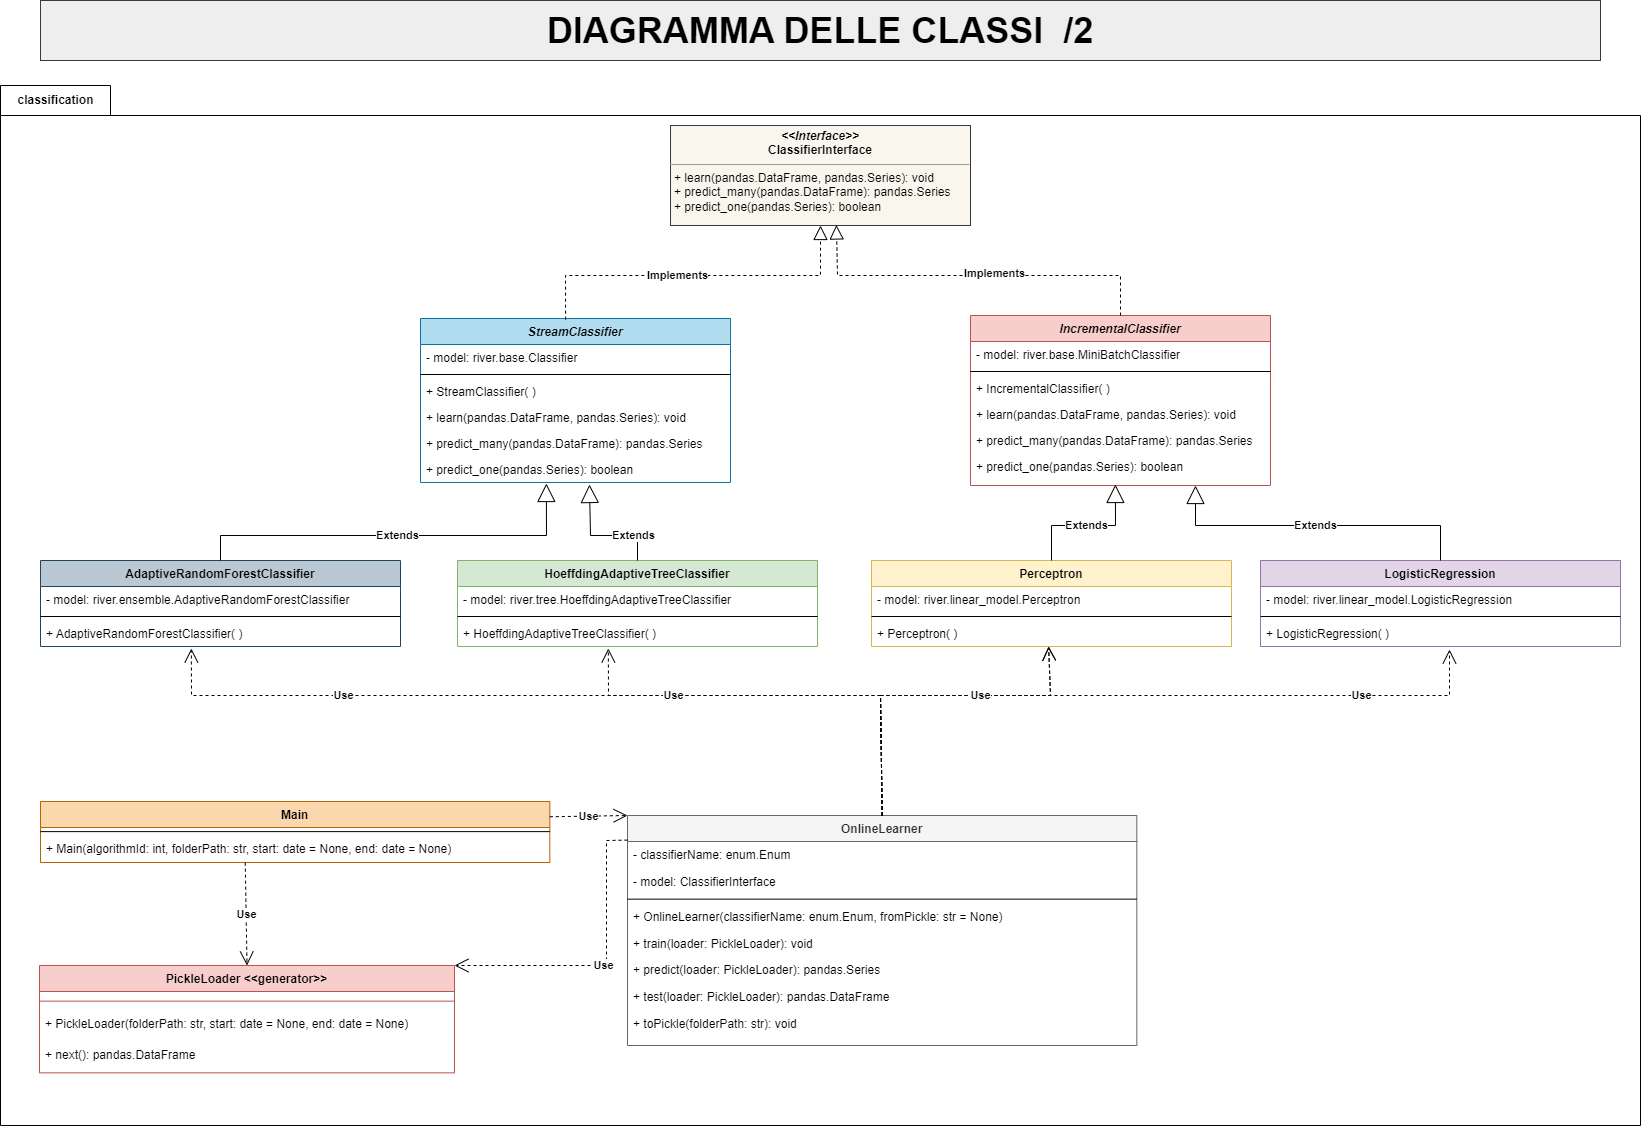 DIAGRAMMA DELLE CLASSI /2
classification
<<Interface>>
ClassifierInterface
+ learn(pandas.DataFrame, pandas.Series): void
+ predict_many(pandas.DataFrame): pandas.Series
+ predict_one(pandas.Series): boolean
Implements
Implements
StreamClassifier
- model: river.base.Classifier
+ StreamClassifier( )
+ learn(pandas.DataFrame, pandas.Series): void
+ predict_many(pandas.DataFrame): pandas.Series
+ predict_one(pandas.Series): boolean
IncrementalClassifier
- model: river.base.MiniBatchClassifier
+ IncrementalClassifier( )
+ learn(pandas.DataFrame, pandas.Series): void
+ predict_many(pandas.DataFrame): pandas.Series
+ predict_one(pandas.Series): boolean
Extends
Extends
Extends
Extends
AdaptiveRandomForestClassifier
- model: river.ensemble.AdaptiveRandomForestClassifier
+ AdaptiveRandomForestClassifier( )
HoeffdingAdaptiveTreeClassifier
- model: river.tree.HoeffdingAdaptiveTreeClassifier
+ HoeffdingAdaptiveTreeClassifier( )
Perceptron
- model: river.linear_model.Perceptron
+ Perceptron( )
LogisticRegression
- model: river.linear_model.LogisticRegression
+ LogisticRegression( )
Use
Use
Use
Use
Main
+ Main(algorithmId: int, folderPath: str, start: date = None, end: date = None)
Use
OnlineLearner
- classifierName: enum.Enum
- model: ClassifierInterface
+ OnlineLearner(classifierName: enum.Enum, fromPickle: str = None)
+ train(loader: PickleLoader): void
+ predict(loader: PickleLoader): pandas.Series
+ test(loader: PickleLoader): pandas.DataFrame
+ toPickle(folderPath: str): void
Use
Use
PickleLoader <<generator>>
+ PickleLoader(folderPath: str, start: date = None, end: date = None)
+ next(): pandas.DataFrame